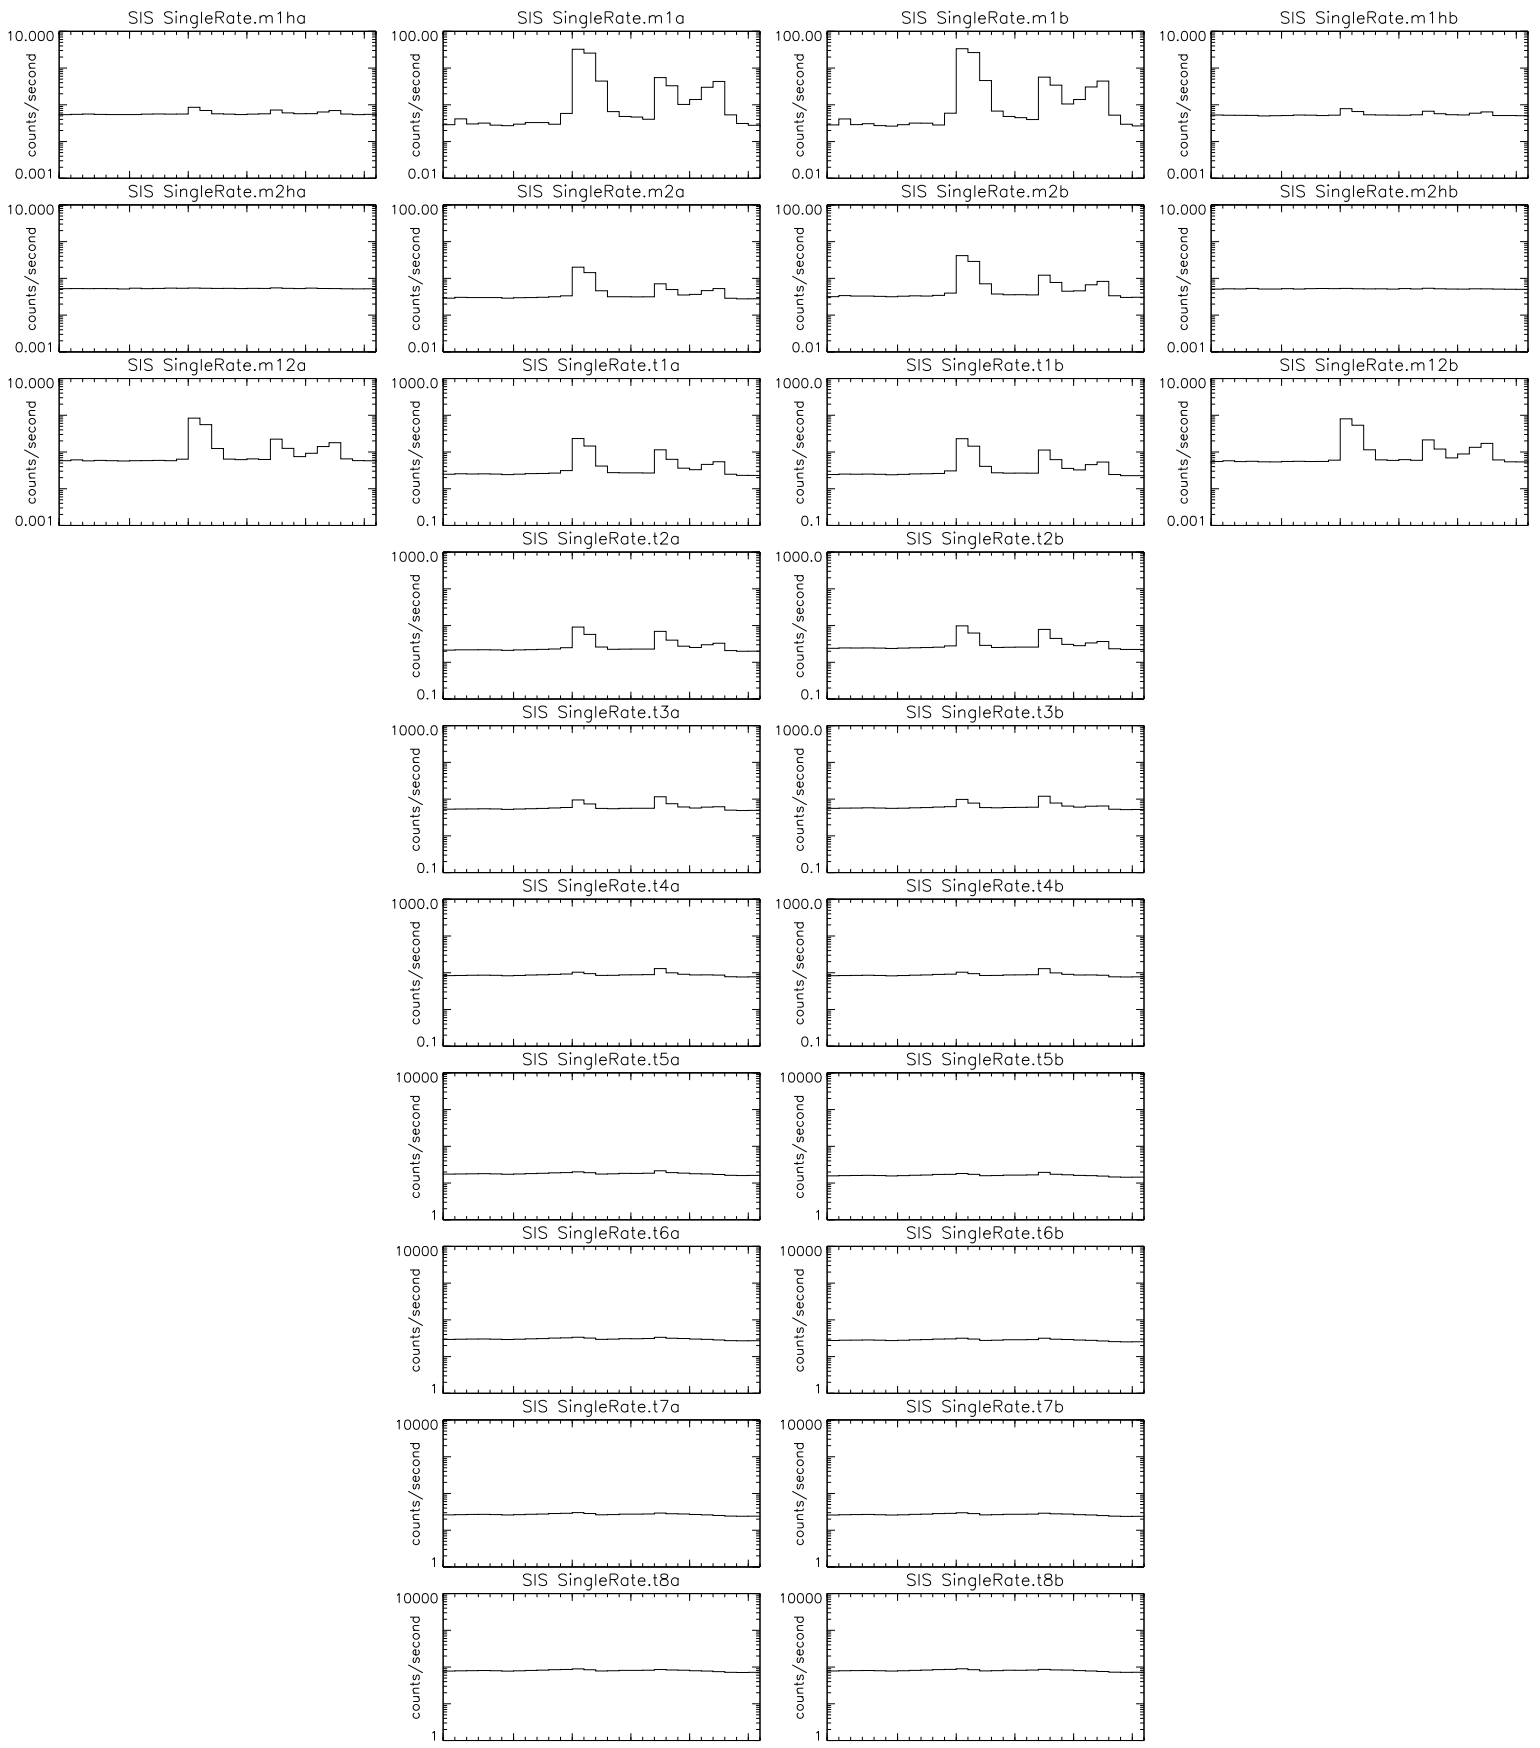 SIS SingleRate.m1ha
10.000
counts/second
0.001
SIS SingleRate.m1a
100.00
counts/second
0.01
SIS SingleRate.m1b
100.00
counts/second
0.01
SIS SingleRate.m1hb
10.000
counts/second
0.001
SIS SingleRate.m2ha
10.000
counts/second
0.001
SIS SingleRate.m2a
100.00
counts/second
0.01
SIS SingleRate.m2b
100.00
counts/second
0.01
SIS SingleRate.m2hb
10.000
counts/second
0.001
SIS SingleRate.m12a
10.000
counts/second
0.001
SIS SingleRate.t1a
1000.0
counts/second
0.1
SIS SingleRate.t1b
1000.0
counts/second
0.1
SIS SingleRate.m12b
10.000
counts/second
0.001
SIS SingleRate.t2a
1000.0
counts/second
0.1
SIS SingleRate.t2b
1000.0
counts/second
0.1
SIS SingleRate.t3a
1000.0
counts/second
0.1
SIS SingleRate.t3b
1000.0
counts/second
0.1
SIS SingleRate.t4a
1000.0
counts/second
0.1
SIS SingleRate.t4b
1000.0
counts/second
0.1
SIS SingleRate.t5a
10000
counts/second
1
SIS SingleRate.t5b
10000
counts/second
1
SIS SingleRate.t6a
10000
counts/second
1
SIS SingleRate.t6b
10000
counts/second
1
SIS SingleRate.t7a
10000
counts/second
1
SIS SingleRate.t7b
10000
counts/second
1
SIS SingleRate.t8a
10000
counts/second
1
SIS SingleRate.t8b
10000
counts/second
1